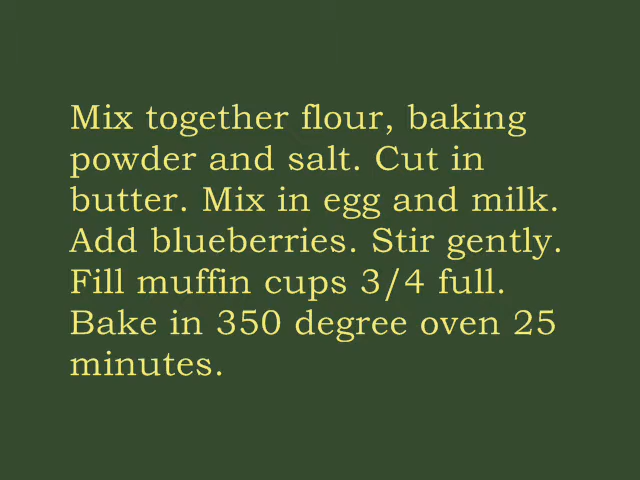 Mix together flour, baking
powder and salt. Cut in
butter. Mix in egg and milk.
Add blueberries. Stir gently.
Fill muffin cups 3/4 full.
Bake in 350 degree oven 25
minutes.